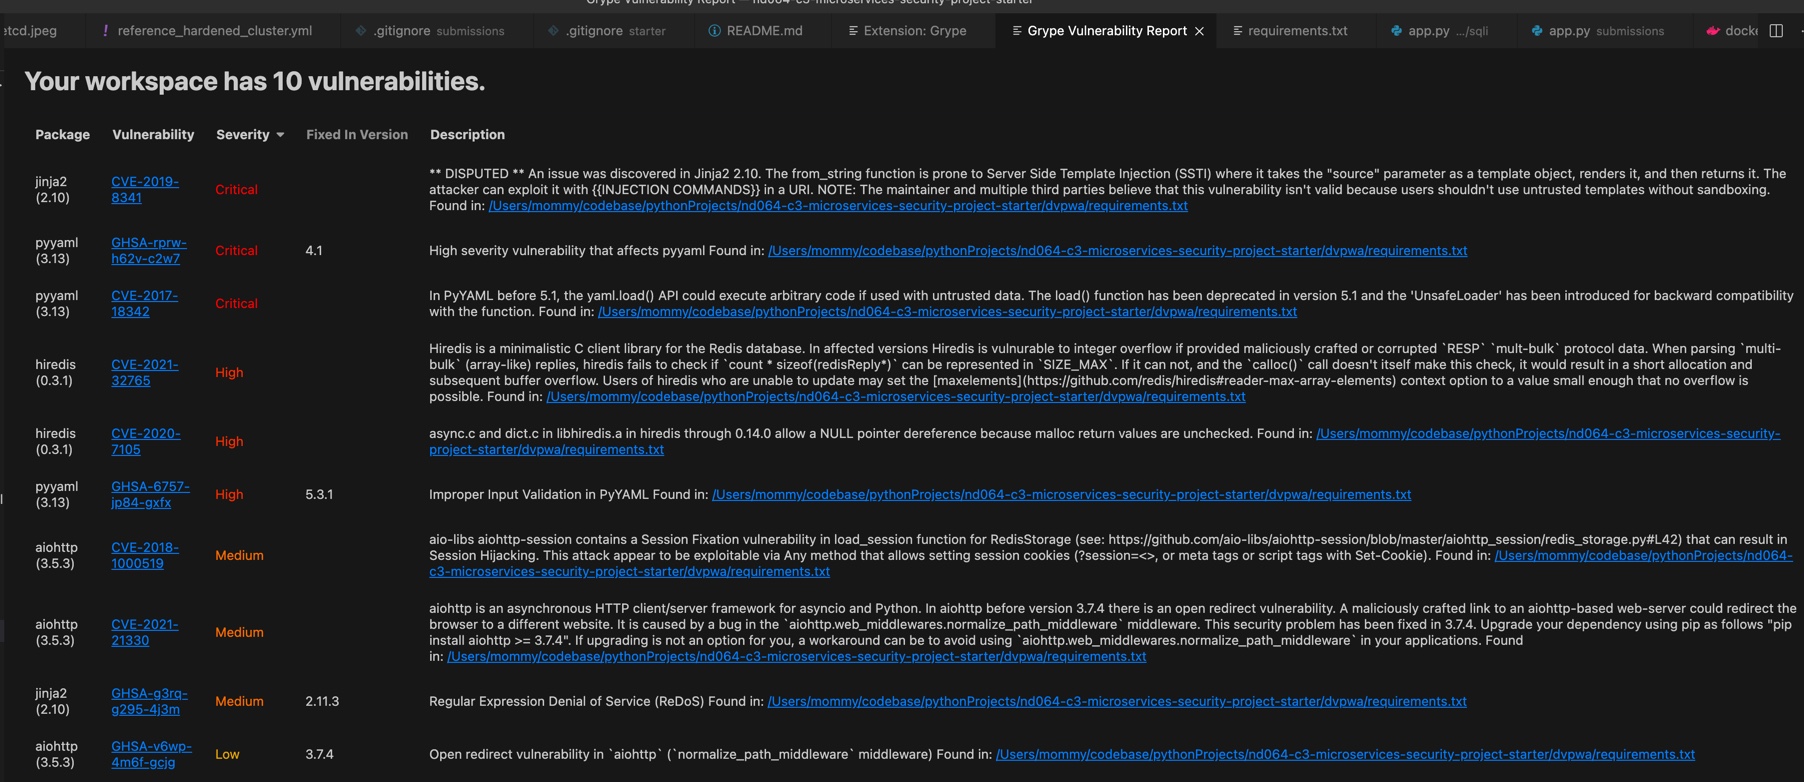 Grype Vulnerability Report — nd064-c3-microservices-security-project-starter
etcd.jpeg ! reference_hardened_cluster.yml .gitignore submissions .gitignore starter README.md Extension: Grype Grype Vulnerability Report × requirements.txt app.py .../sqli app.py submissions docke
Your workspace has 10 vulnerabilities.
Package Vulnerability Severity Fixed In Version Description
jinja2 (2.10) CVE-2019-8341 Critical ** DISPUTED ** An issue was discovered in Jinja2 2.10. The from_string function is prone to Server Side Template Injection (SSTI) where it takes the "source" parameter as a template object, renders it, and then returns it. The
attacker can exploit it with {{INJECTION COMMANDS}} in a URI. NOTE: The maintainer and multiple third parties believe that this vulnerability isn't valid because users shouldn't use untrusted templates without sandboxing.
Found in: /Users/mommy/codebase/pythonProjects/nd064-c3-microservices-security-project-starter/dvpwa/requirements.txt
pyyaml (3.13) GHSA-rprw-h62v-c2w7 Critical 4.1 High severity vulnerability that affects pyyaml Found in: /Users/mommy/codebase/pythonProjects/nd064-c3-microservices-security-project-starter/dvpwa/requirements.txt
pyyaml (3.13) CVE-2017-18342 Critical In PyYAML before 5.1, the yaml.load() API could execute arbitrary code if used with untrusted data. The load() function has been deprecated in version 5.1 and the 'UnsafeLoader' has been introduced for backward compatibility
with the function. Found in: /Users/mommy/codebase/pythonProjects/nd064-c3-microservices-security-project-starter/dvpwa/requirements.txt
hiredis (0.3.1) CVE-2021-32765 High Hiredis is a minimalistic C client library for the Redis database. In affected versions Hiredis is vulnurable to integer overflow if provided maliciously crafted or corrupted `RESP` `mult-bulk` protocol data. When parsing `multi-
bulk` (array-like) replies, hiredis fails to check if `count * sizeof(redisReply*)` can be represented in `SIZE_MAX`. If it can not, and the `calloc()` call doesn't itself make this check, it would result in a short allocation and
subsequent buffer overflow. Users of hiredis who are unable to update may set the [maxelements](https://github.com/redis/hiredis#reader-max-array-elements) context option to a value small enough that no overflow is
possible. Found in: /Users/mommy/codebase/pythonProjects/nd064-c3-microservices-security-project-starter/dvpwa/requirements.txt
hiredis (0.3.1) CVE-2020-7105 High async.c and dict.c in libhiredis.a in hiredis through 0.14.0 allow a NULL pointer dereference because malloc return values are unchecked. Found in: /Users/mommy/codebase/pythonProjects/nd064-c3-microservices-security-
project-starter/dvpwa/requirements.txt
pyyaml (3.13) GHSA-6757-jp84-gxfx High 5.3.1 Improper Input Validation in PyYAML Found in: /Users/mommy/codebase/pythonProjects/nd064-c3-microservices-security-project-starter/dvpwa/requirements.txt
aiohttp (3.5.3) CVE-2018-1000519 Medium aio-libs aiohttp-session contains a Session Fixation vulnerability in load_session function for RedisStorage (see: https://github.com/aio-libs/aiohttp-session/blob/master/aiohttp_session/redis_storage.py#L42) that can result in
Session Hijacking. This attack appear to be exploitable via Any method that allows setting session cookies (?session=<>, or meta tags or script tags with Set-Cookie). Found in: /Users/mommy/codebase/pythonProjects/nd064-
c3-microservices-security-project-starter/dvpwa/requirements.txt
aiohttp (3.5.3) CVE-2021-21330 Medium aiohttp is an asynchronous HTTP client/server framework for asyncio and Python. In aiohttp before version 3.7.4 there is an open redirect vulnerability. A maliciously crafted link to an aiohttp-based web-server could redirect the
browser to a different website. It is caused by a bug in the `aiohttp.web_middlewares.normalize_path_middleware` middleware. This security problem has been fixed in 3.7.4. Upgrade your dependency using pip as follows "pip
install aiohttp >= 3.7.4". If upgrading is not an option for you, a workaround can be to avoid using `aiohttp.web_middlewares.normalize_path_middleware` in your applications. Found
in: /Users/mommy/codebase/pythonProjects/nd064-c3-microservices-security-project-starter/dvpwa/requirements.txt
jinja2 (2.10) GHSA-g3rq-g295-4j3m Medium 2.11.3 Regular Expression Denial of Service (ReDoS) Found in: /Users/mommy/codebase/pythonProjects/nd064-c3-microservices-security-project-starter/dvpwa/requirements.txt
aiohttp (3.5.3) GHSA-v6wp-4m6f-gcjg Low 3.7.4 Open redirect vulnerability in `aiohttp` (`normalize_path_middleware` middleware) Found in: /Users/mommy/codebase/pythonProjects/nd064-c3-microservices-security-project-starter/dvpwa/requirements.txt